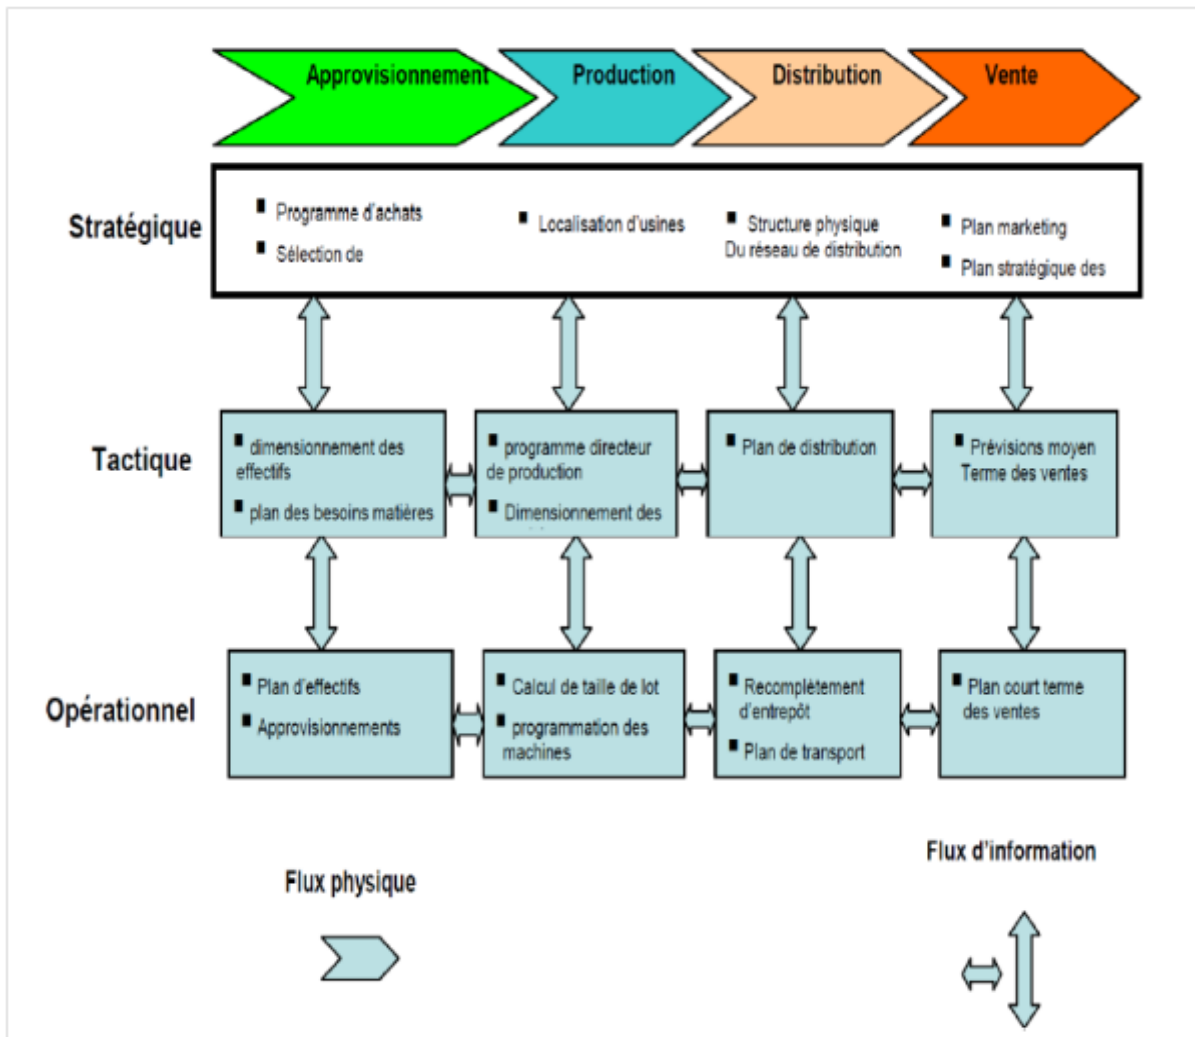 Approvisionnement
Production
Distribution
Vente
Stratégique
Programme d'achats
Sélection de
Localisation d'usines
Structure physique
Du réseau de distribution
Plan marketing
Plan stratégique des
Tactique
dimensionnement des
effectifs
plan des besoins matières
programme directeur
de production
Dimensionnement des
Plan de distribution
Prévisions moyen
Terme des ventes
Opérationnel
Plan d'effectifs
Approvisionnements
Calcul de taille de lot
programmation des
machines
Recomplètement
d'entrepôt
Plan de transport
Plan court terme
des ventes
Flux physique
Flux d'information